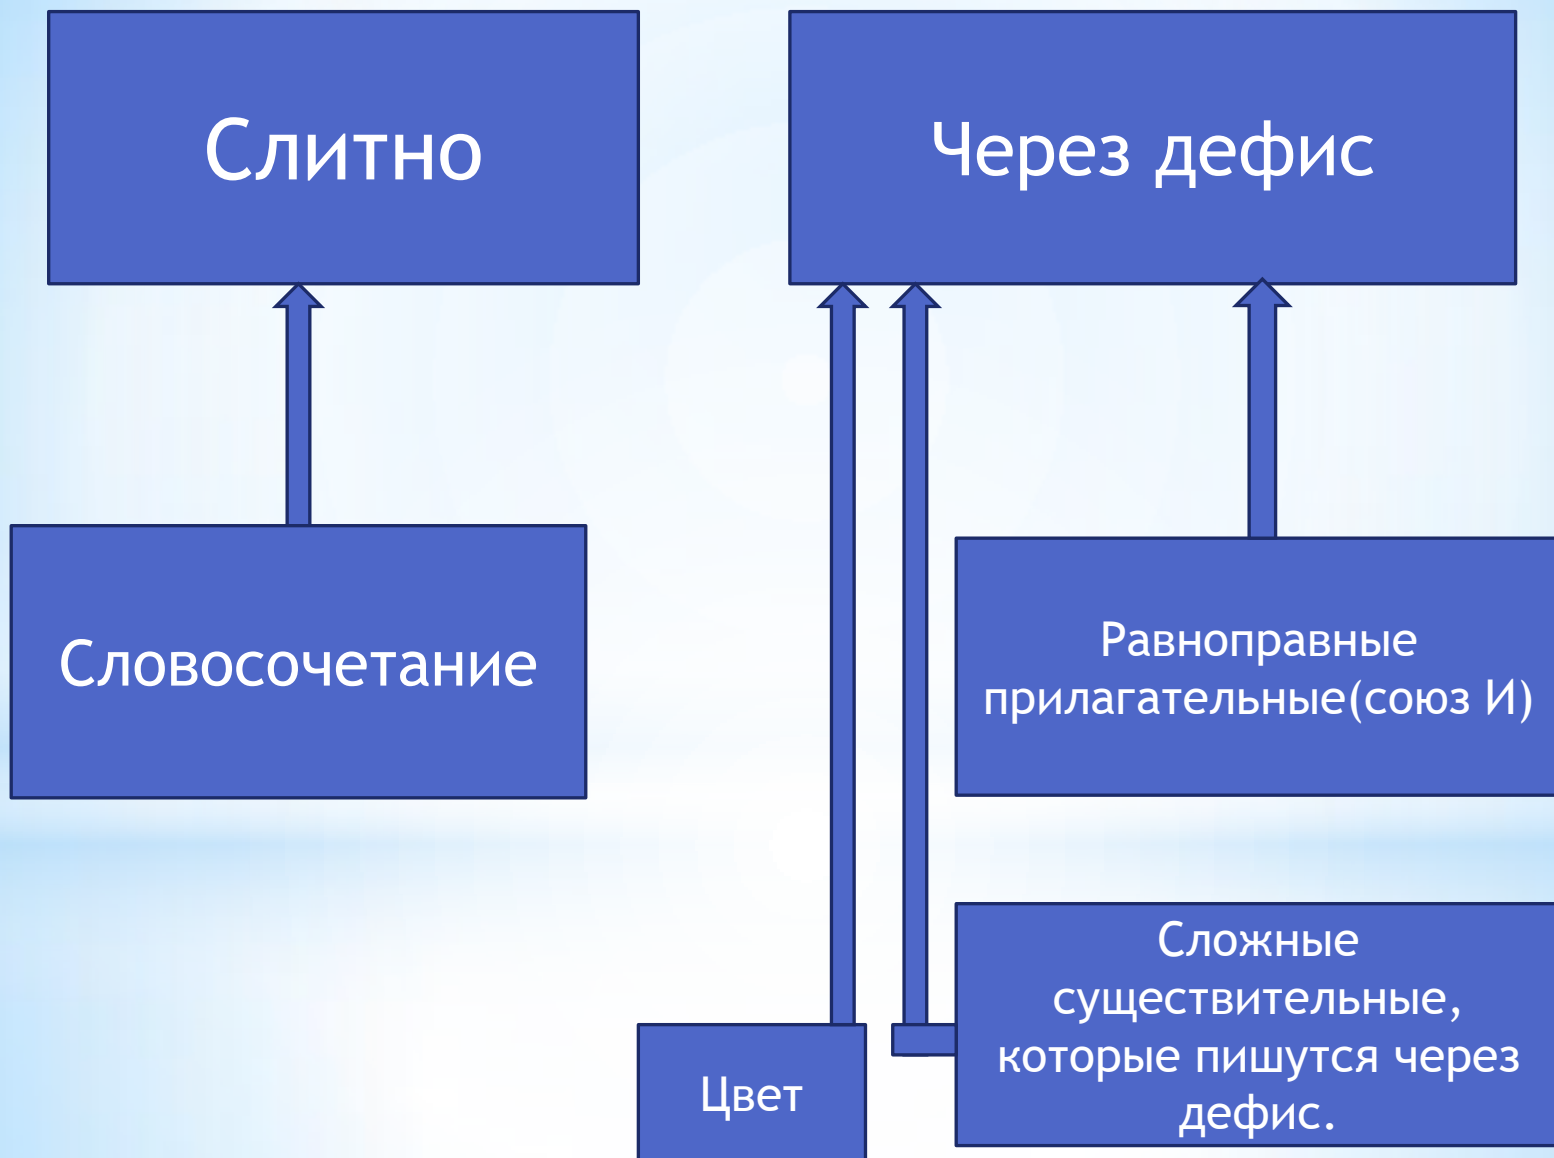 Слитно
Через дефис
Словосочетание
Равноправные
прилагательные(союз И)
Сложные
существительные,
которые пишутся через
дефис.
Цвет